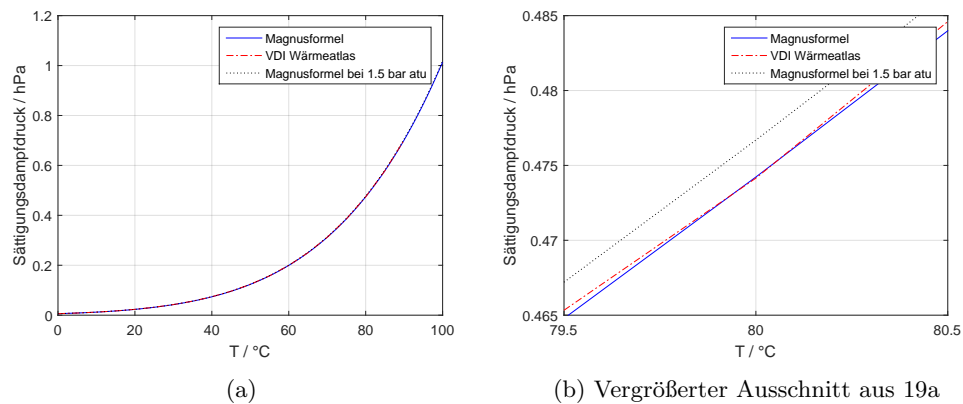 Sättigungsdampfdruck / hPa
1.2
1
0.8
0.6
0.4
0.2
0
0 20 40 60 80 100
T / °C
Magnusformel
VDI Wärmeatlas
Magnusformel bei 1.5 bar atu
(a)
Sättigungsdampfdruck / hPa
0.485
0.48
0.475
0.47
0.465
79.5 80 80.5
T / °C
Magnusformel
VDI Wärmeatlas
Magnusformel bei 1.5 bar atu
(b) Vergrößerter Ausschnitt aus 19a